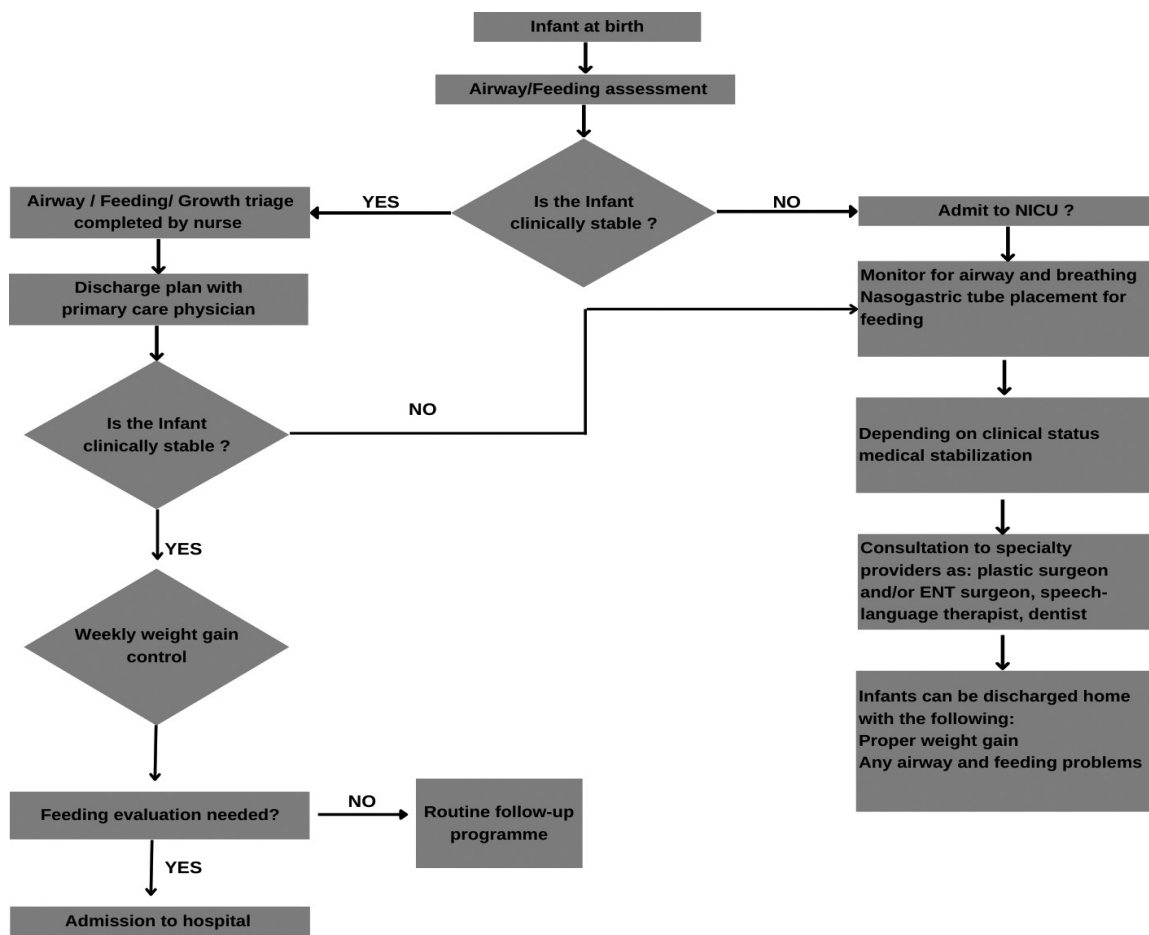 Infant at birth
Airway/Feeding assessment
Is the Infant
clinically stable ?
YES
NO
Airway / Feeding/ Growth triage
completed by nurse
Discharge plan with
primary care physician
Is the Infant
clinically stable ?
NO
YES
Weekly weight gain
control
Feeding evaluation needed?
NO
Routine follow-up
programme
YES
Admission to hospital
Admit to NICU ?
Monitor for airway and breathing
Nasogastric tube placement for
feeding
Depending on clinical status
medical stabilization
Consultation to specialty
providers as: plastic surgeon
and/or ENT surgeon, speech-
language therapist, dentist
Infants can be discharged home
with the following:
Proper weight gain
Any airway and feeding problems